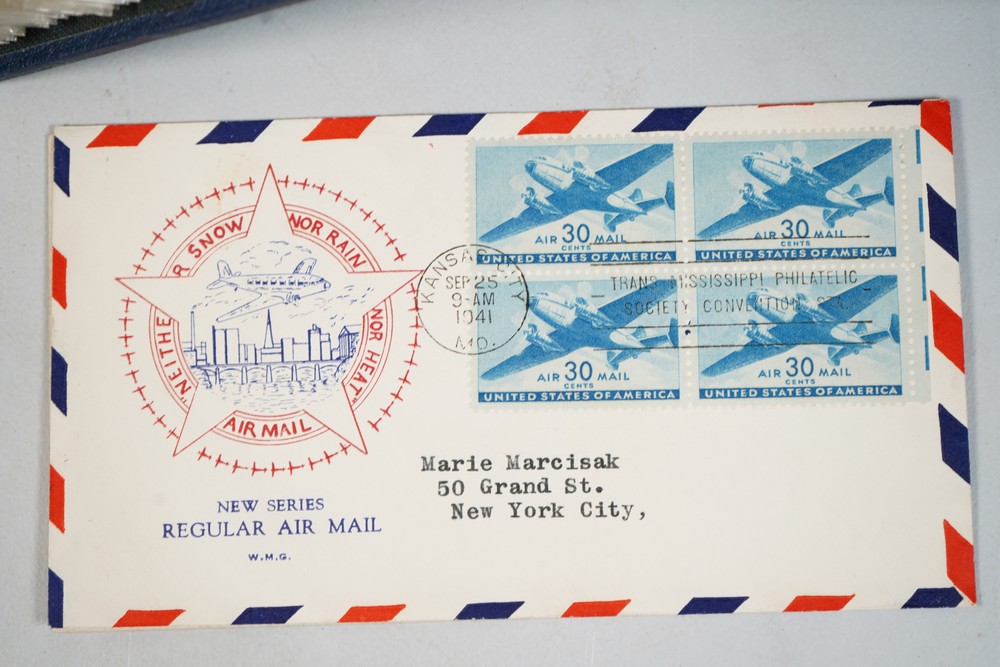 "NEITHE R SNOW NOR RAIN NOR HEAT"
AIR MAIL
NEW SERIES
REGULAR AIR MAIL
W.M.G.
AIR 30 MAIL
CENTS
UNITED STATES OF AMERICA
AIR 30 MAIL
CENTS
UNITED STATES OF AMERICA
KANSAS CITY
SEP 25
9-AM
1941
MO.
TRANS-MISSISSIPPI PHILATELIC
SOCIETY CONVENTION STA.
AIR 30 MAIL
CENTS
UNITED STATES OF AMERICA
AIR 30 MAIL
CENTS
UNITED STATES OF AMERICA
Marie Marcisak
50 Grand St.
New York City,